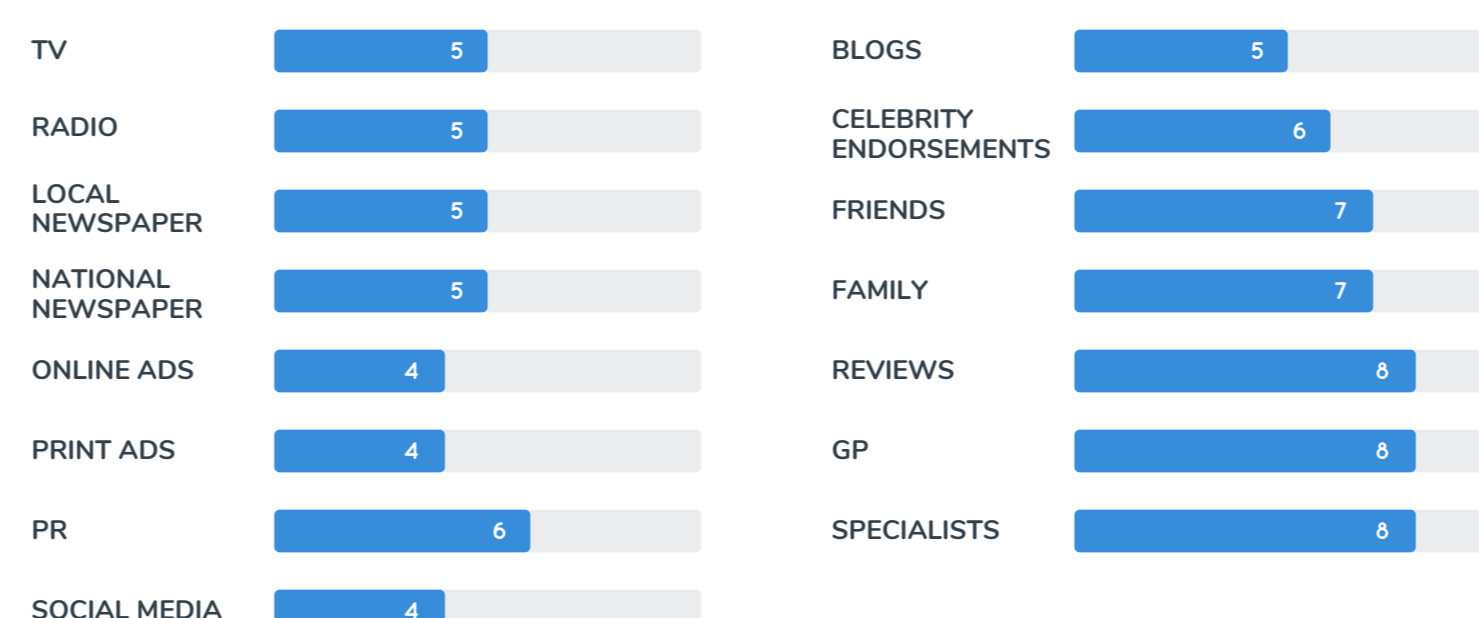 TV 5
RADIO 5
LOCAL
NEWSPAPER 5
NATIONAL
NEWSPAPER 5
ONLINE ADS 4
PRINT ADS 4
PR 6
SOCIAL MEDIA 4
BLOGS 5
CELEBRITY
ENDORSEMENTS 6
FRIENDS 7
FAMILY 7
REVIEWS 8
GP 8
SPECIALISTS 8